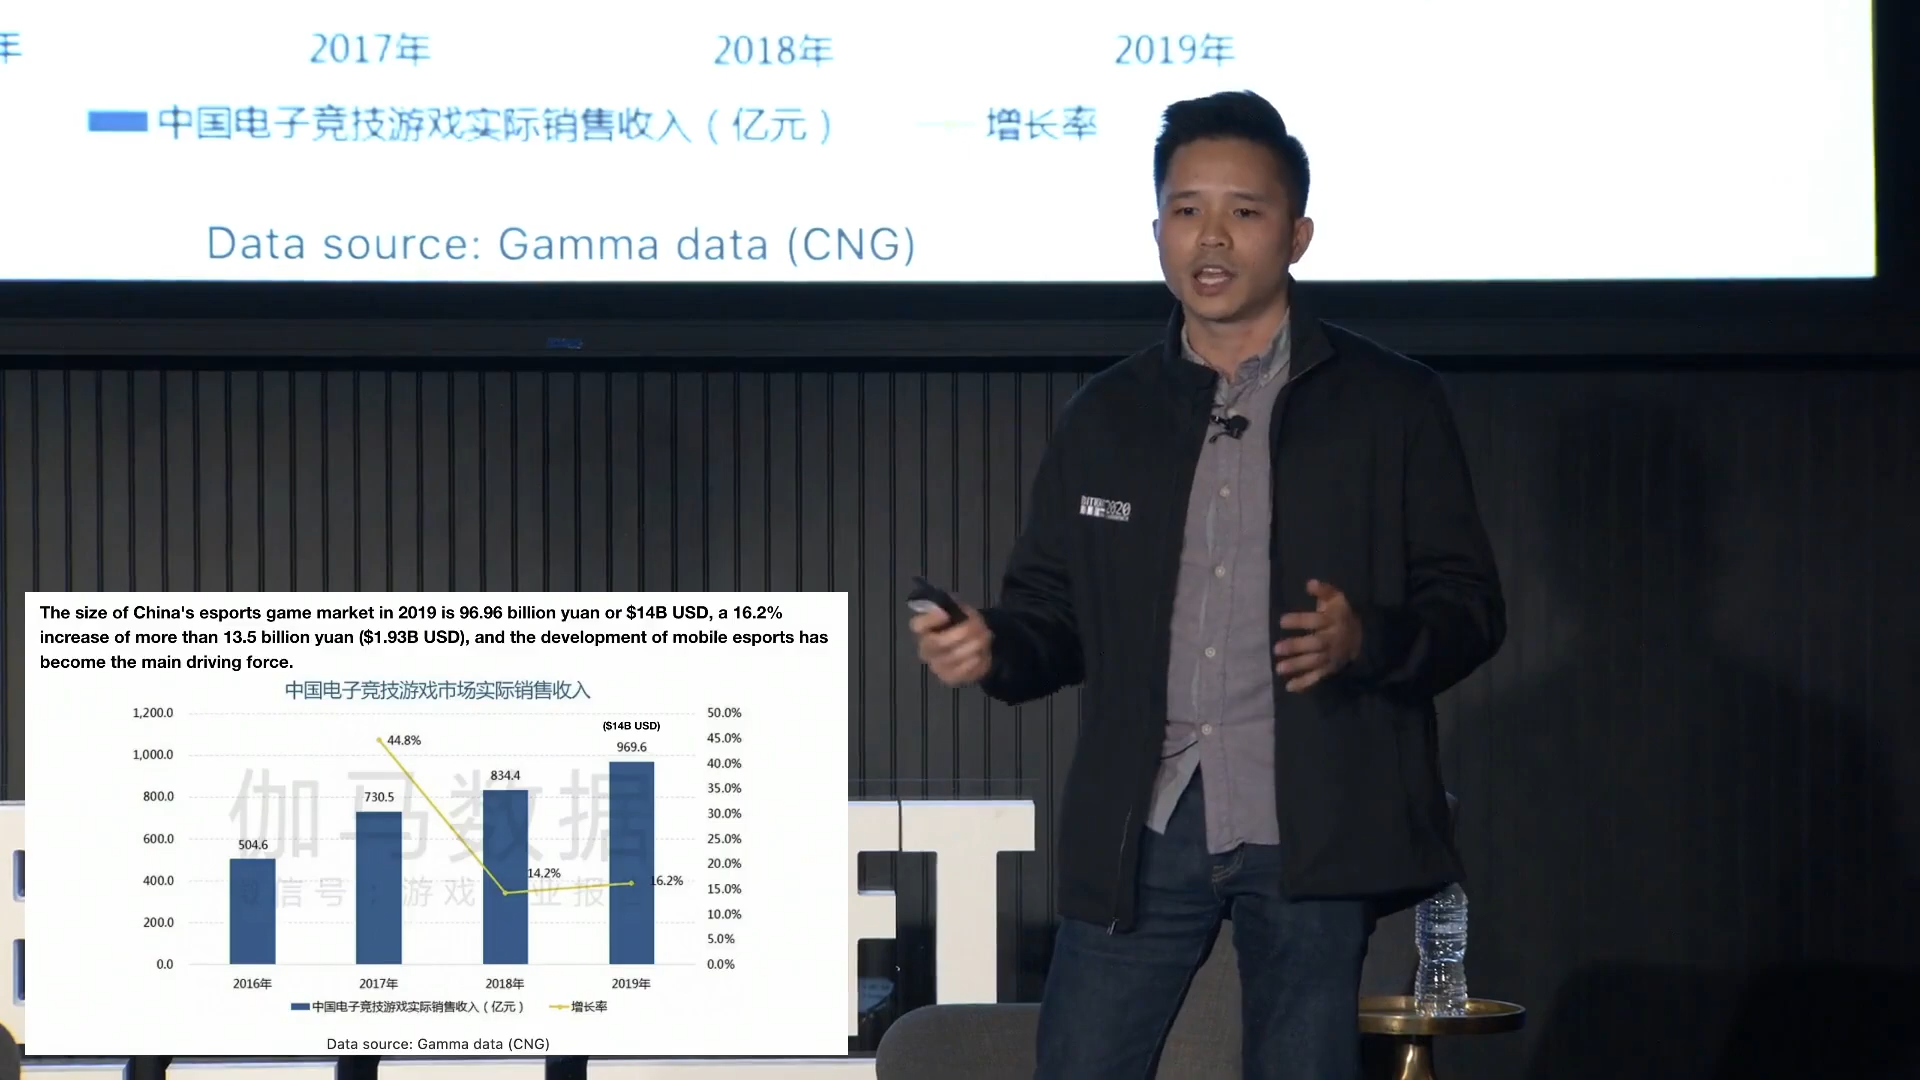 2017年 2018年 2019年
中国电子竞技游戏实际销售收入（亿元） 增长率
Data source: Gamma data (CNG)
2020
The size of China's esports game market in 2019 is 96.96 billion yuan or $14B USD, a 16.2%
increase of more than 13.5 billion yuan ($1.93B USD), and the development of mobile esports has
become the main driving force.
中国电子竞技游戏市场实际销售收入
1,200.0 50.0%
($14B USD) 45.0%
44.8% 969.6
1,000.0 40.0%
834.4 35.0%
800.0 730.5 30.0%
600.0 25.0%
504.6 20.0%
14.2% 16.2%
400.0 15.0%
200.0 10.0%
5.0%
0.0 0.0%
2016年 2017年 2018年 2019年
中国电子竞技游戏实际销售收入（亿元） 增长率
Data source: Gamma data (CNG)
伽马数据
FT